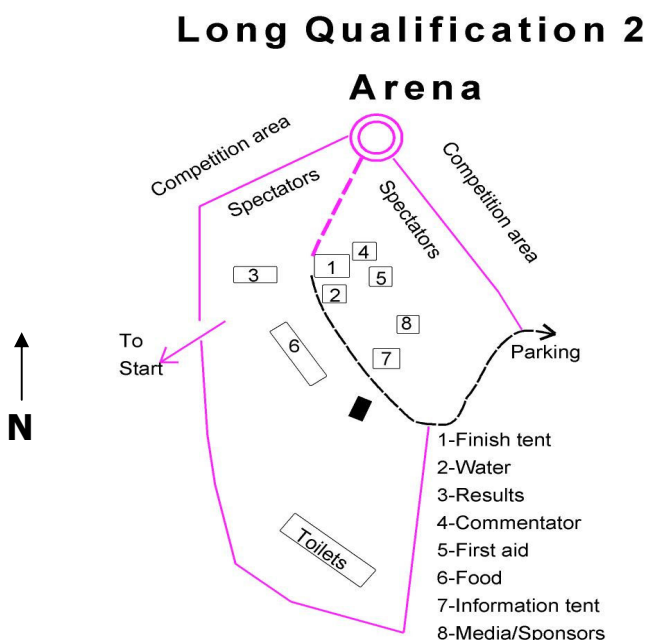 Long Qualification 2
Arena
Competition area
Competition area
Spectators
Spectators
4
1
3
5
2
8
To
Start
6
Parking
7
N
1-Finish tent
2-Water
3-Results
4-Commentator
5-First aid
6-Food
7-Information tent
8-Media/Sponsors
Toilets